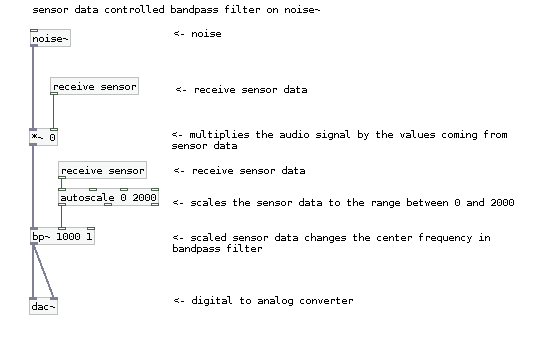 sensor data controlled bandpass filter on noise~
noise~
<- noise
receive sensor
<- receive sensor data
*~ 0
<- multiplies the audio signal by the values coming from
sensor data
receive sensor
<- receive sensor data
autoscale 0 2000
<- scales the sensor data to the range between 0 and 2000
bp~ 1000 1
<- scaled sensor data changes the center frequency in
bandpass filter
dac~
<- digital to analog converter